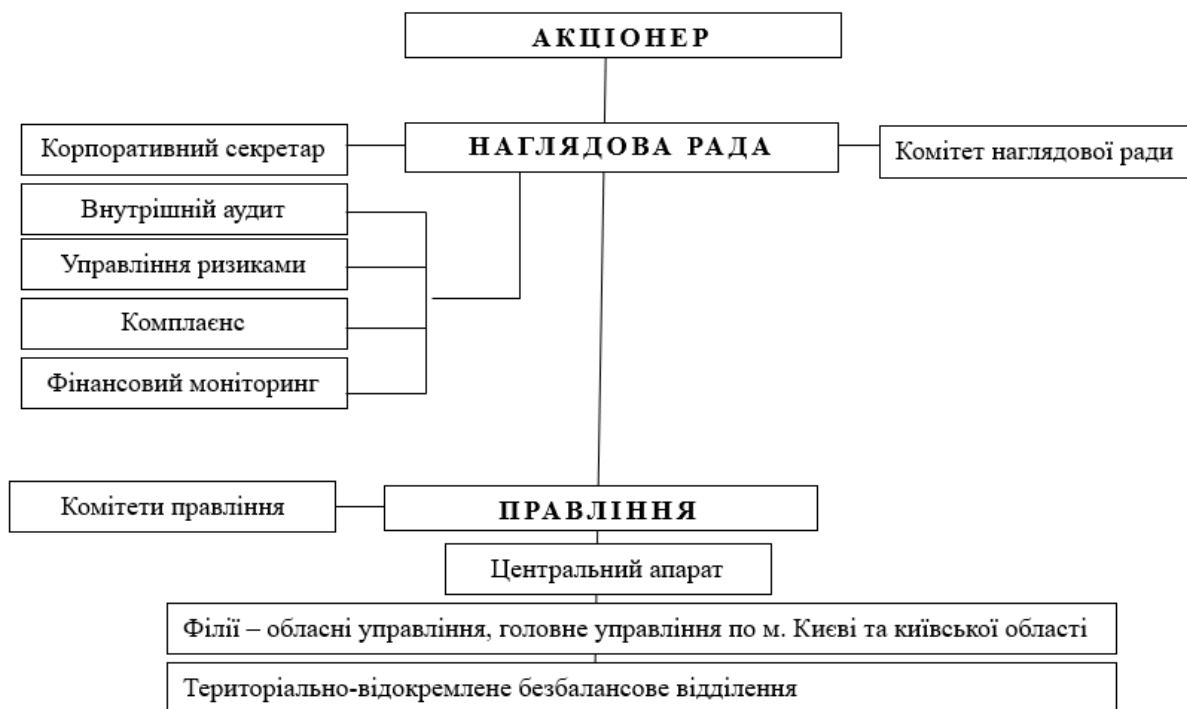 АКЦІОНЕР
Корпоративний секретар
НАГЛЯДОВА РАДА
Комітет наглядової ради
Внутрішній аудит
Управління ризиками
Комплаєнс
Фінансовий моніторинг
Комітети правління
ПРАВЛІННЯ
Центральний апарат
Філії – обласні управління, головне управління по м. Києві та київської області
Територіально-відокремлене безбалансове відділення